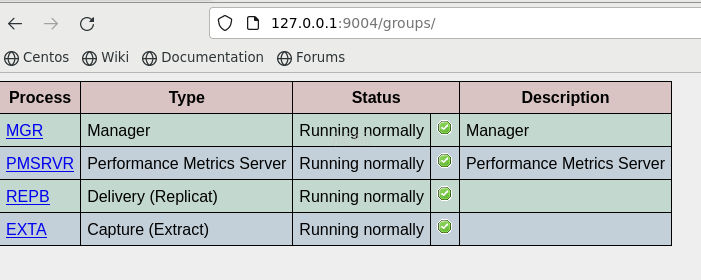 127.0.0.1:9004/groups/
Centos Wiki Documentation Forums
Process Type Status Description
MGR Manager Running normally Manager
PMSRVR Performance Metrics Server Running normally Performance Metrics Server
REPB Delivery (Replicat) Running normally
EXTA Capture (Extract) Running normally